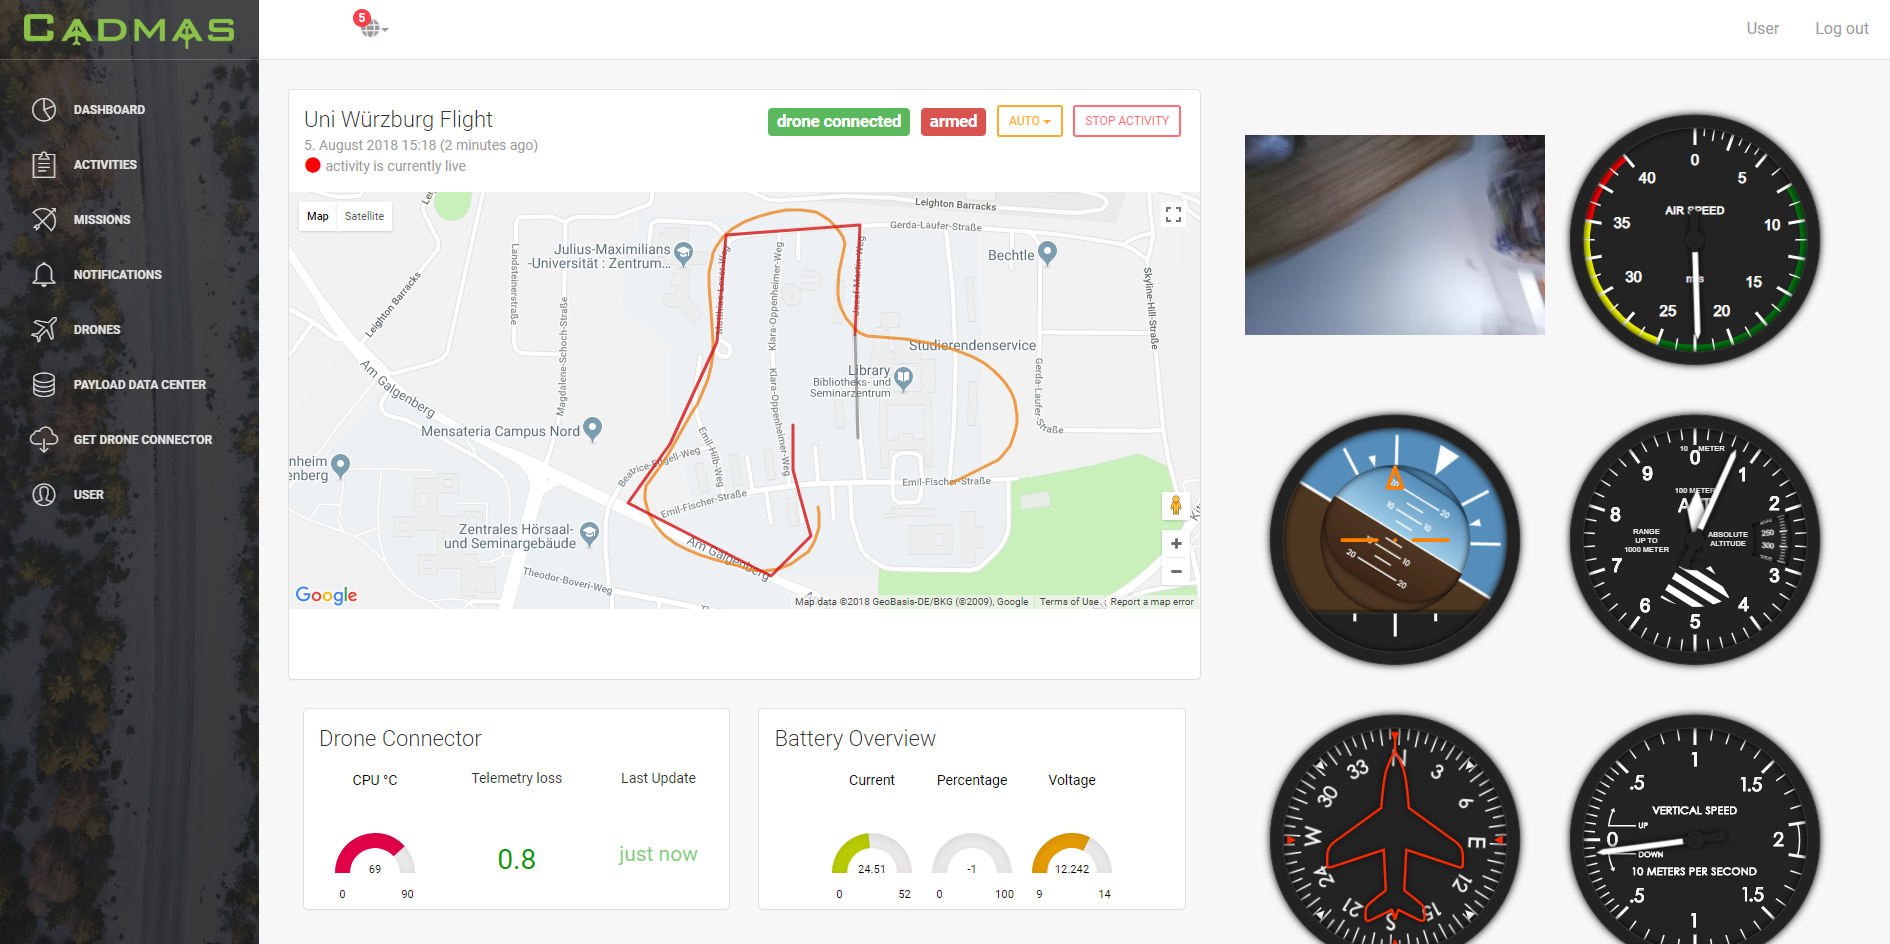 CADMAS
5
User
Log out
DASHBOARD
ACTIVITIES
MISSIONS
NOTIFICATIONS
DRONES
PAYLOAD DATA CENTER
GET DRONE CONNECTOR
USER
Uni Würzburg Flight
drone connected
armed
AUTO
STOP ACTIVITY
5. August 2018 15:18 (2 minutes ago)
activity is currently live
Map
Satellite
Leighton Barracks
Gerda-Laufer-Straße
Julius-Maximilians
-Universität : Zentrum...
Bechtle
Landsteinerstraße
Leighton Barracks
Matthias-Lexer-Weg
Klara-Oppenheimer-Weg
Josef-Martin-Weg
Skyline-Hill-Straße
Magdalene-Schoch-Straße
Klara-Oppenheimer-Weg
Studierendenservice
Library
Bibliotheks- und
Seminarzentrum
Gerda-Laufer-Straße
Am Galgenberg
Mensateria Campus Nord
nheim
enberg
Beatrice-Edgell-Weg
Emil-Hilb-Weg
Emil-Fischer-Straße
Emil-Fischer-Straße
Zentrales Hörsaal-
und Seminargebäude
Am Galgenberg
Theodor-Boveri-Weg
Google
Map data ©2018 GeoBasis-DE/BKG (©2009), Google
Terms of Use
Report a map error
Drone Connector
CPU °C
Telemetry loss
Last Update
69
0
90
0.8
just now
Battery Overview
Current
Percentage
Voltage
24.51
0
52
-1
0
100
12.242
9
14
0
5
10
15
20
25
30
35
40
AIR SPEED
20
10
10
20
10
10
20
20
10 METER
0
1
2
3
4
5
6
7
8
9
100 METER
RANGE
UP TO
1000 METER
ABSOLUTE
ALTITUDE
250
300
N
3
6
E
12
15
S
21
24
W
30
33
1
.5
1.5
VERTICAL SPEED
UP
0
2
DOWN
10 METERS PER SECOND
.5
1.5
1